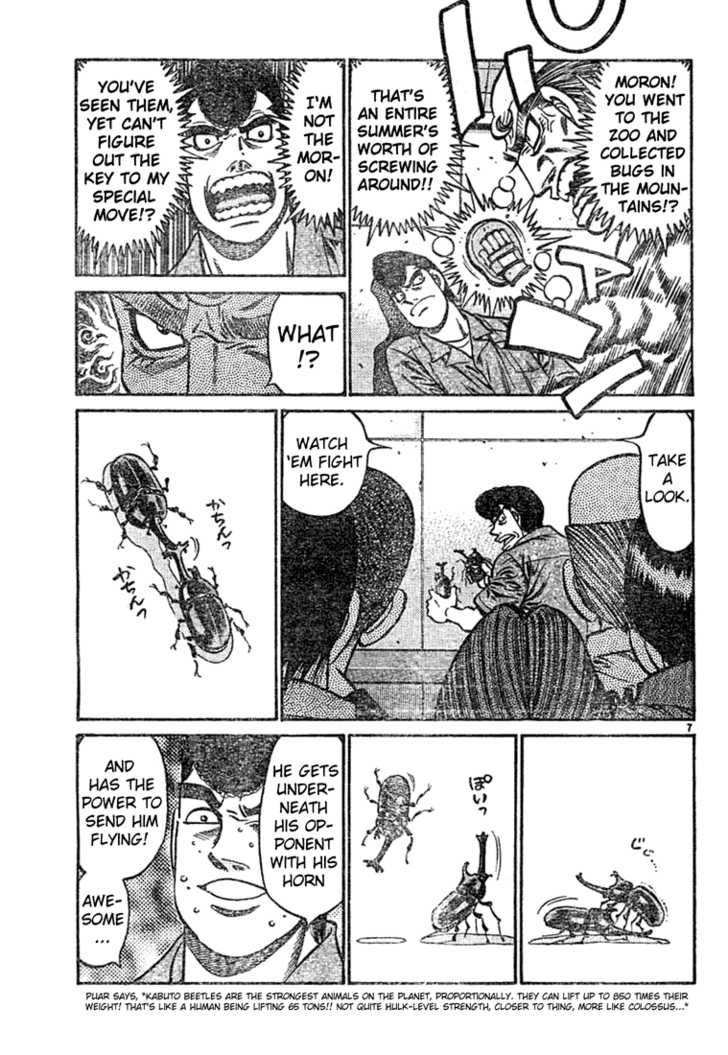 MORON!
YOU WENT
TO THE
ZOO AND
COLLECTED
BUGS IN
THE MOUN-
TAINS!?
THAT'S
AN ENTIRE
SUMMER'S
WORTH OF
SCREWING
AROUND!!
I'M
NOT
THE
MOR-
ON!
YOU'VE
SEEN THEM,
YET CAN'T
FIGURE
OUT THE
KEY TO MY
SPECIAL
MOVE!?
WHAT
!?
TAKE
A
LOOK.
WATCH
'EM FIGHT
HERE.
かちんっ
かちんっ
7
じぐ…
ぽいっ
HE GETS
UNDER-
NEATH
HIS OP-
PONENT
WITH HIS
HORN
AND
HAS THE
POWER TO
SEND HIM
FLYING!
AWE-
SOME
...
PUAR SAYS, "KABUTO BEETLES ARE THE STRONGEST ANIMALS ON THE PLANET, PROPORTIONALLY. THEY CAN LIFT UP TO 850 TIMES THEIR
WEIGHT! THAT'S LIKE A HUMAN BEING LIFTING 65 TONS!! NOT QUITE HULK-LEVEL STRENGTH, CLOSER TO THING, MORE LIKE COLOSSUS..."